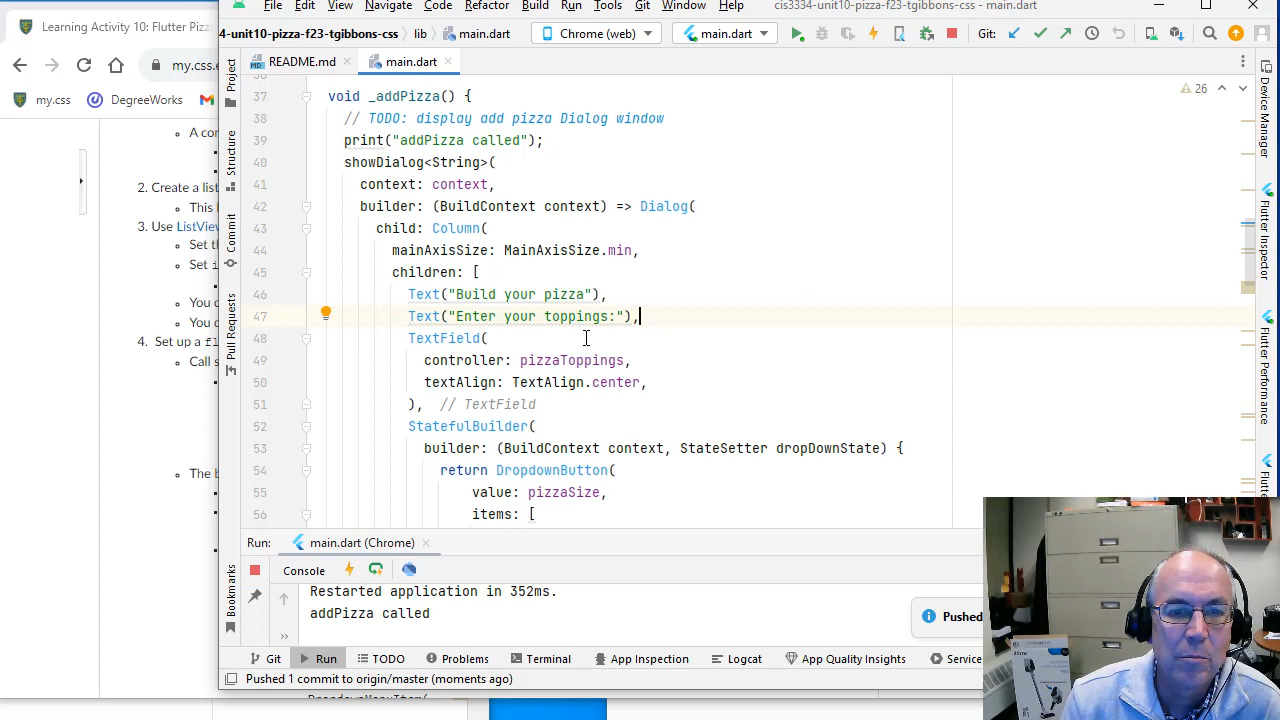 Learning Activity 10: Flutter Pizz
my.css.e
my.css
DegreeWorks
A con
2. Create a list
This l
3. Use ListView
Set th
Set i
You c
You c
4. Set up a fl
Call s
The b
File Edit View Navigate Code Refactor Build Run Tools Git Window Help
cis3334-unit10-pizza-f23-tgibbons-css - main.dart
4-unit10-pizza-f23-tgibbons-css) lib main.dart
Chrome (web)
main.dart
Git:
README.md
main.dart
26
Project
Structure
Commit
Pull Requests
Bookmarks
37 void _addPizza() {
38 // TODO: display add pizza Dialog window
39 print("addPizza called");
40 showDialog<String>(
41 context: context,
42 builder: (BuildContext context) => Dialog(
43 child: Column(
44 mainAxisSize: MainAxisSize.min,
45 children: [
46 Text("Build your pizza"),
47 Text("Enter your toppings:"),
48 TextField(
49 controller: pizzaToppings,
50 textAlign: TextAlign.center,
51 ), // TextField
52 StatefulBuilder(
53 builder: (BuildContext context, StateSetter dropDownState) {
54 return DropdownButton(
55 value: pizzaSize,
56 items: [
Device Manager
Flutter Inspector
Flutter Performance
Flutt
Run: main.dart (Chrome)
Console
Restarted application in 352ms.
addPizza called
Pushed
Git Run TODO Problems Terminal App Inspection Logcat App Quality Insights Service
Pushed 1 commit to origin/master (moments ago)